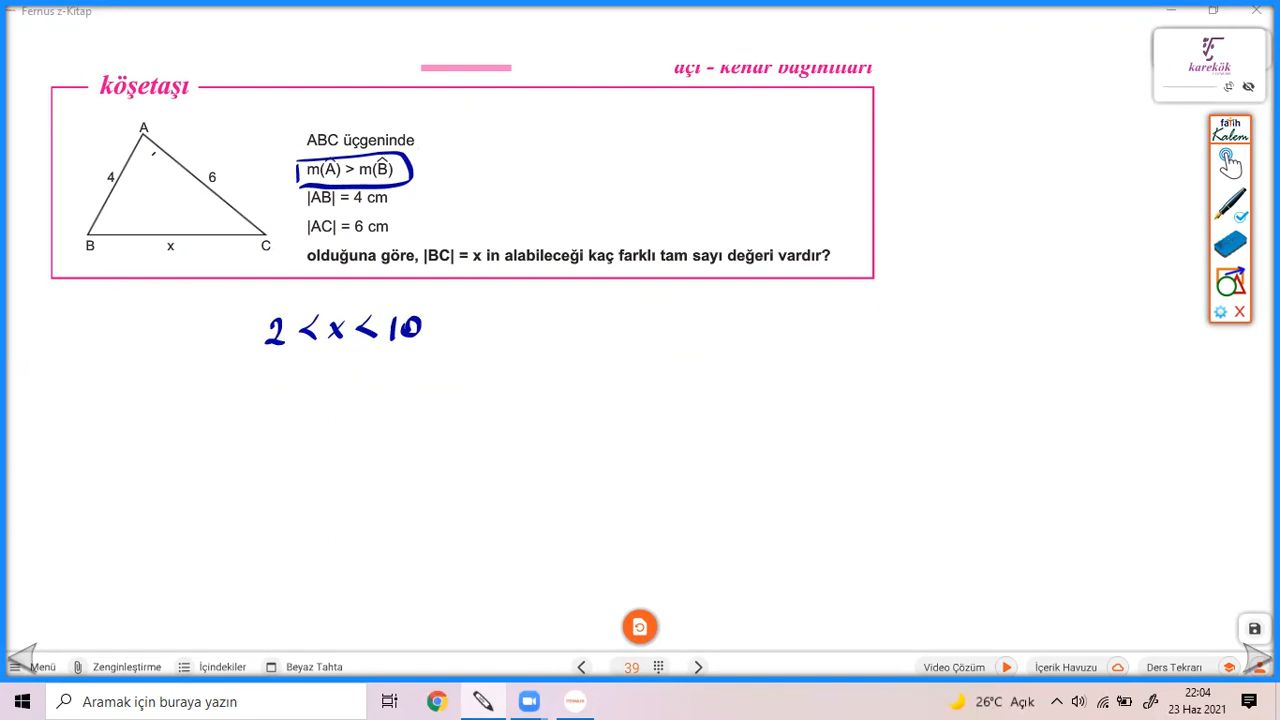 Fernus z-Kitap
açı - kenar bağıntıları
köşetaşı
karekök
fatih
Kalem
A
4
6
B
x
C
ABC üçgeninde
m(Â) > m(B̂)
|AB| = 4 cm
|AC| = 6 cm
olduğuna göre, |BC| = x in alabileceği kaç farklı tam sayı değeri vardır?
2 < x < 10
Menü
Zenginleştirme
İçindekiler
Beyaz Tahta
39
Video Çözüm
İçerik Havuzu
Ders Tekrarı
Aramak için buraya yazın
26°C Açık
22:04
23 Haz 2021